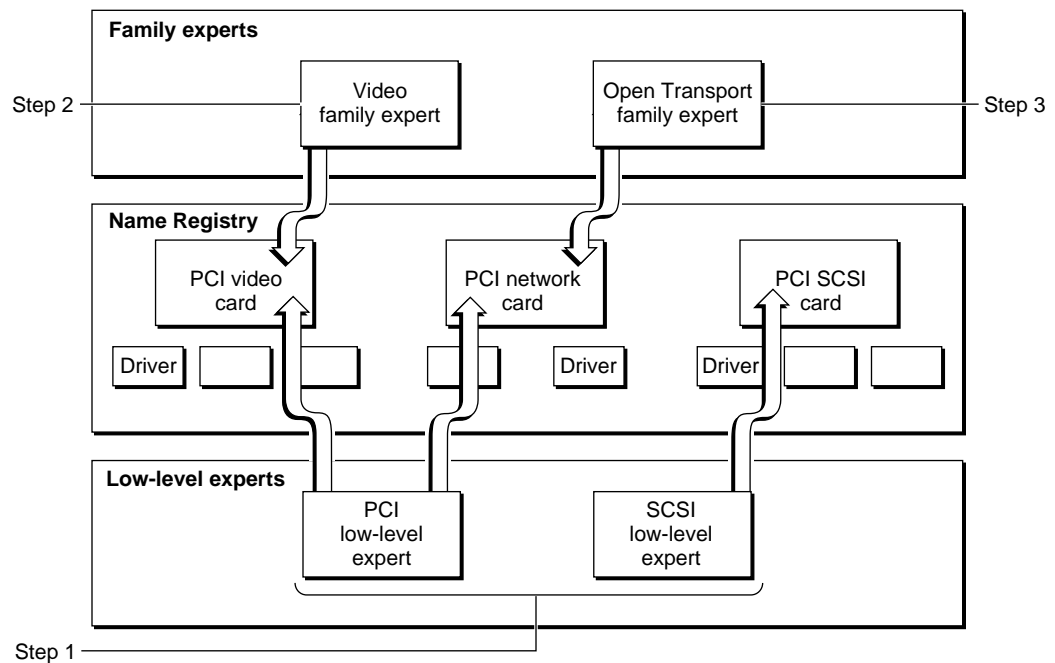 Family experts
Step 2
Video
family expert
Open Transport
family expert
Step 3
Name Registry
PCI video
card
PCI network
card
PCI SCSI
card
Driver
Driver
Driver
Low-level experts
PCI
low-level
expert
SCSI
low-level
expert
Step 1